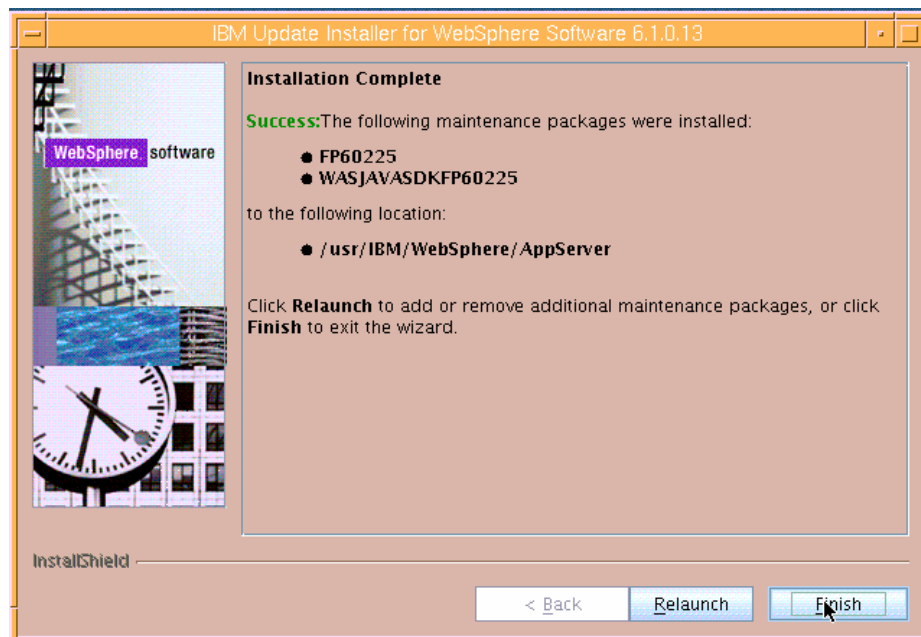 IBM Update Installer for WebSphere Software 6.1.0.13
Installation Complete
Success:The following maintenance packages were installed:
● FP60225
● WASJAVASDKFP60225
to the following location:
● /usr/IBM/WebSphere/AppServer
Click Relaunch to add or remove additional maintenance packages, or click
Finish to exit the wizard.
WebSphere. software
InstallShield
< Back
Relaunch
Finish